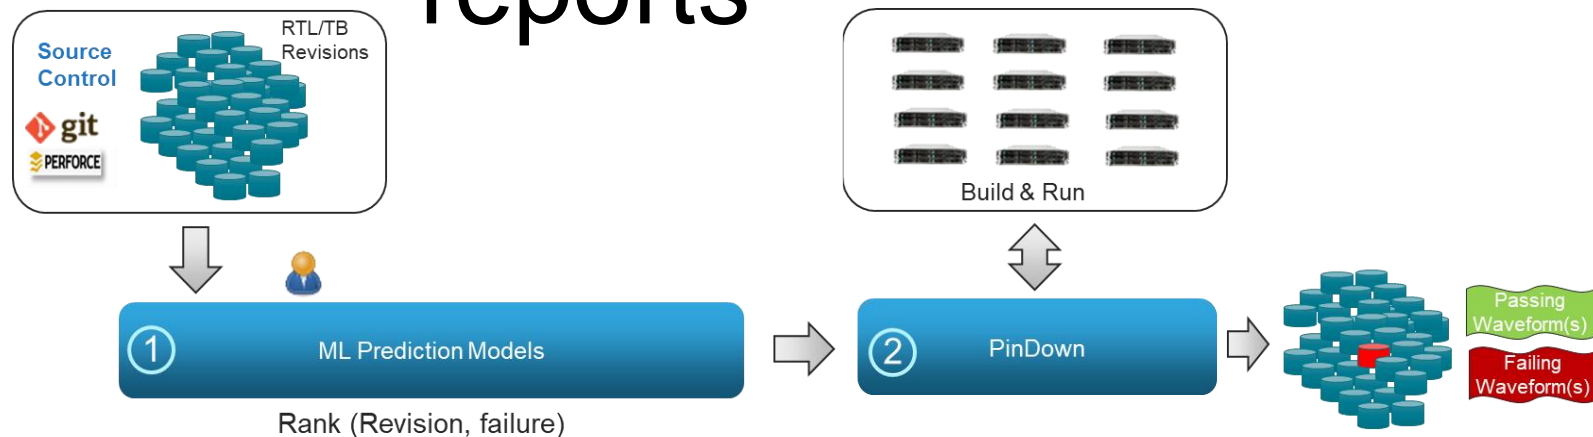 reports
Source
Control
RTL/TB
Revisions
git
PERFORCE
Build & Run
1
ML Prediction Models
Rank (Revision, failure)
2
PinDown
Passing
Waveform(s)
Failing
Waveform(s)